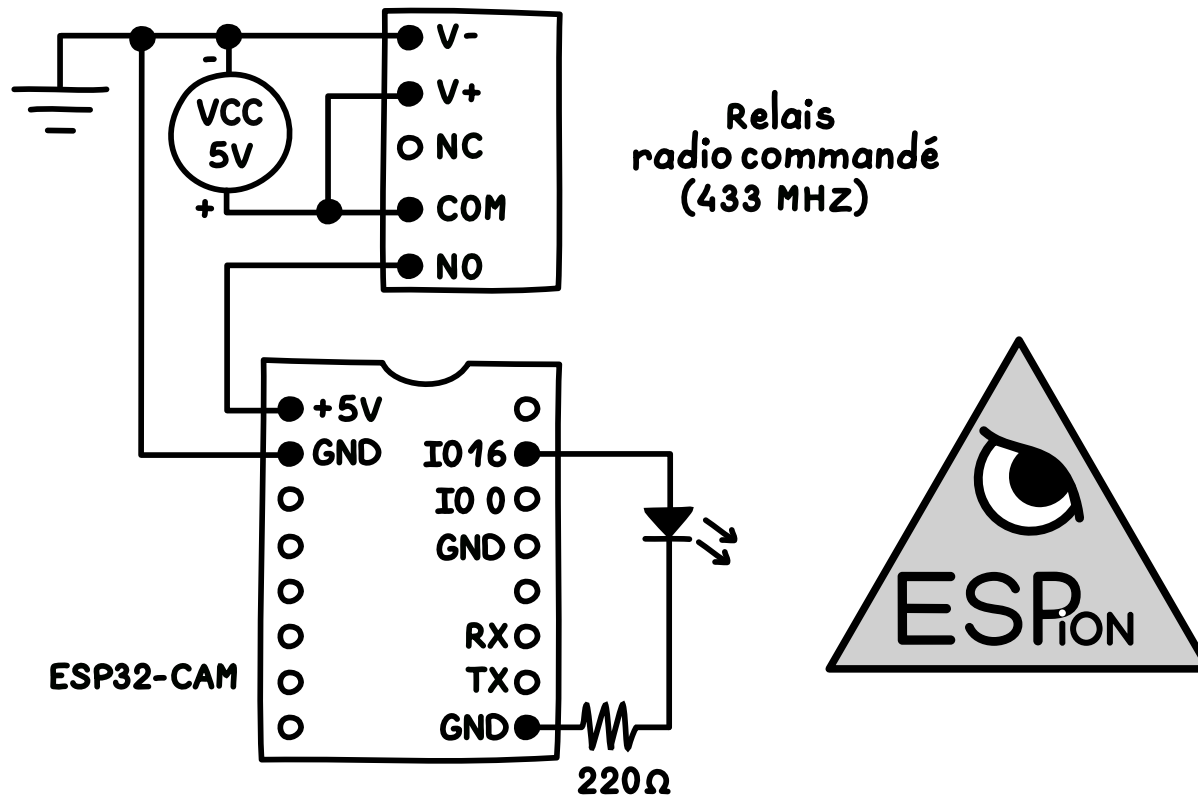 V-
-
VCC
5V
+
V+
NC
COM
NO
Relais
radio commandé
(433 MHz)
+5V
GND
IO16
IO 0
GND
RX
TX
GND
ESP32-CAM
220Ω
ESPiON